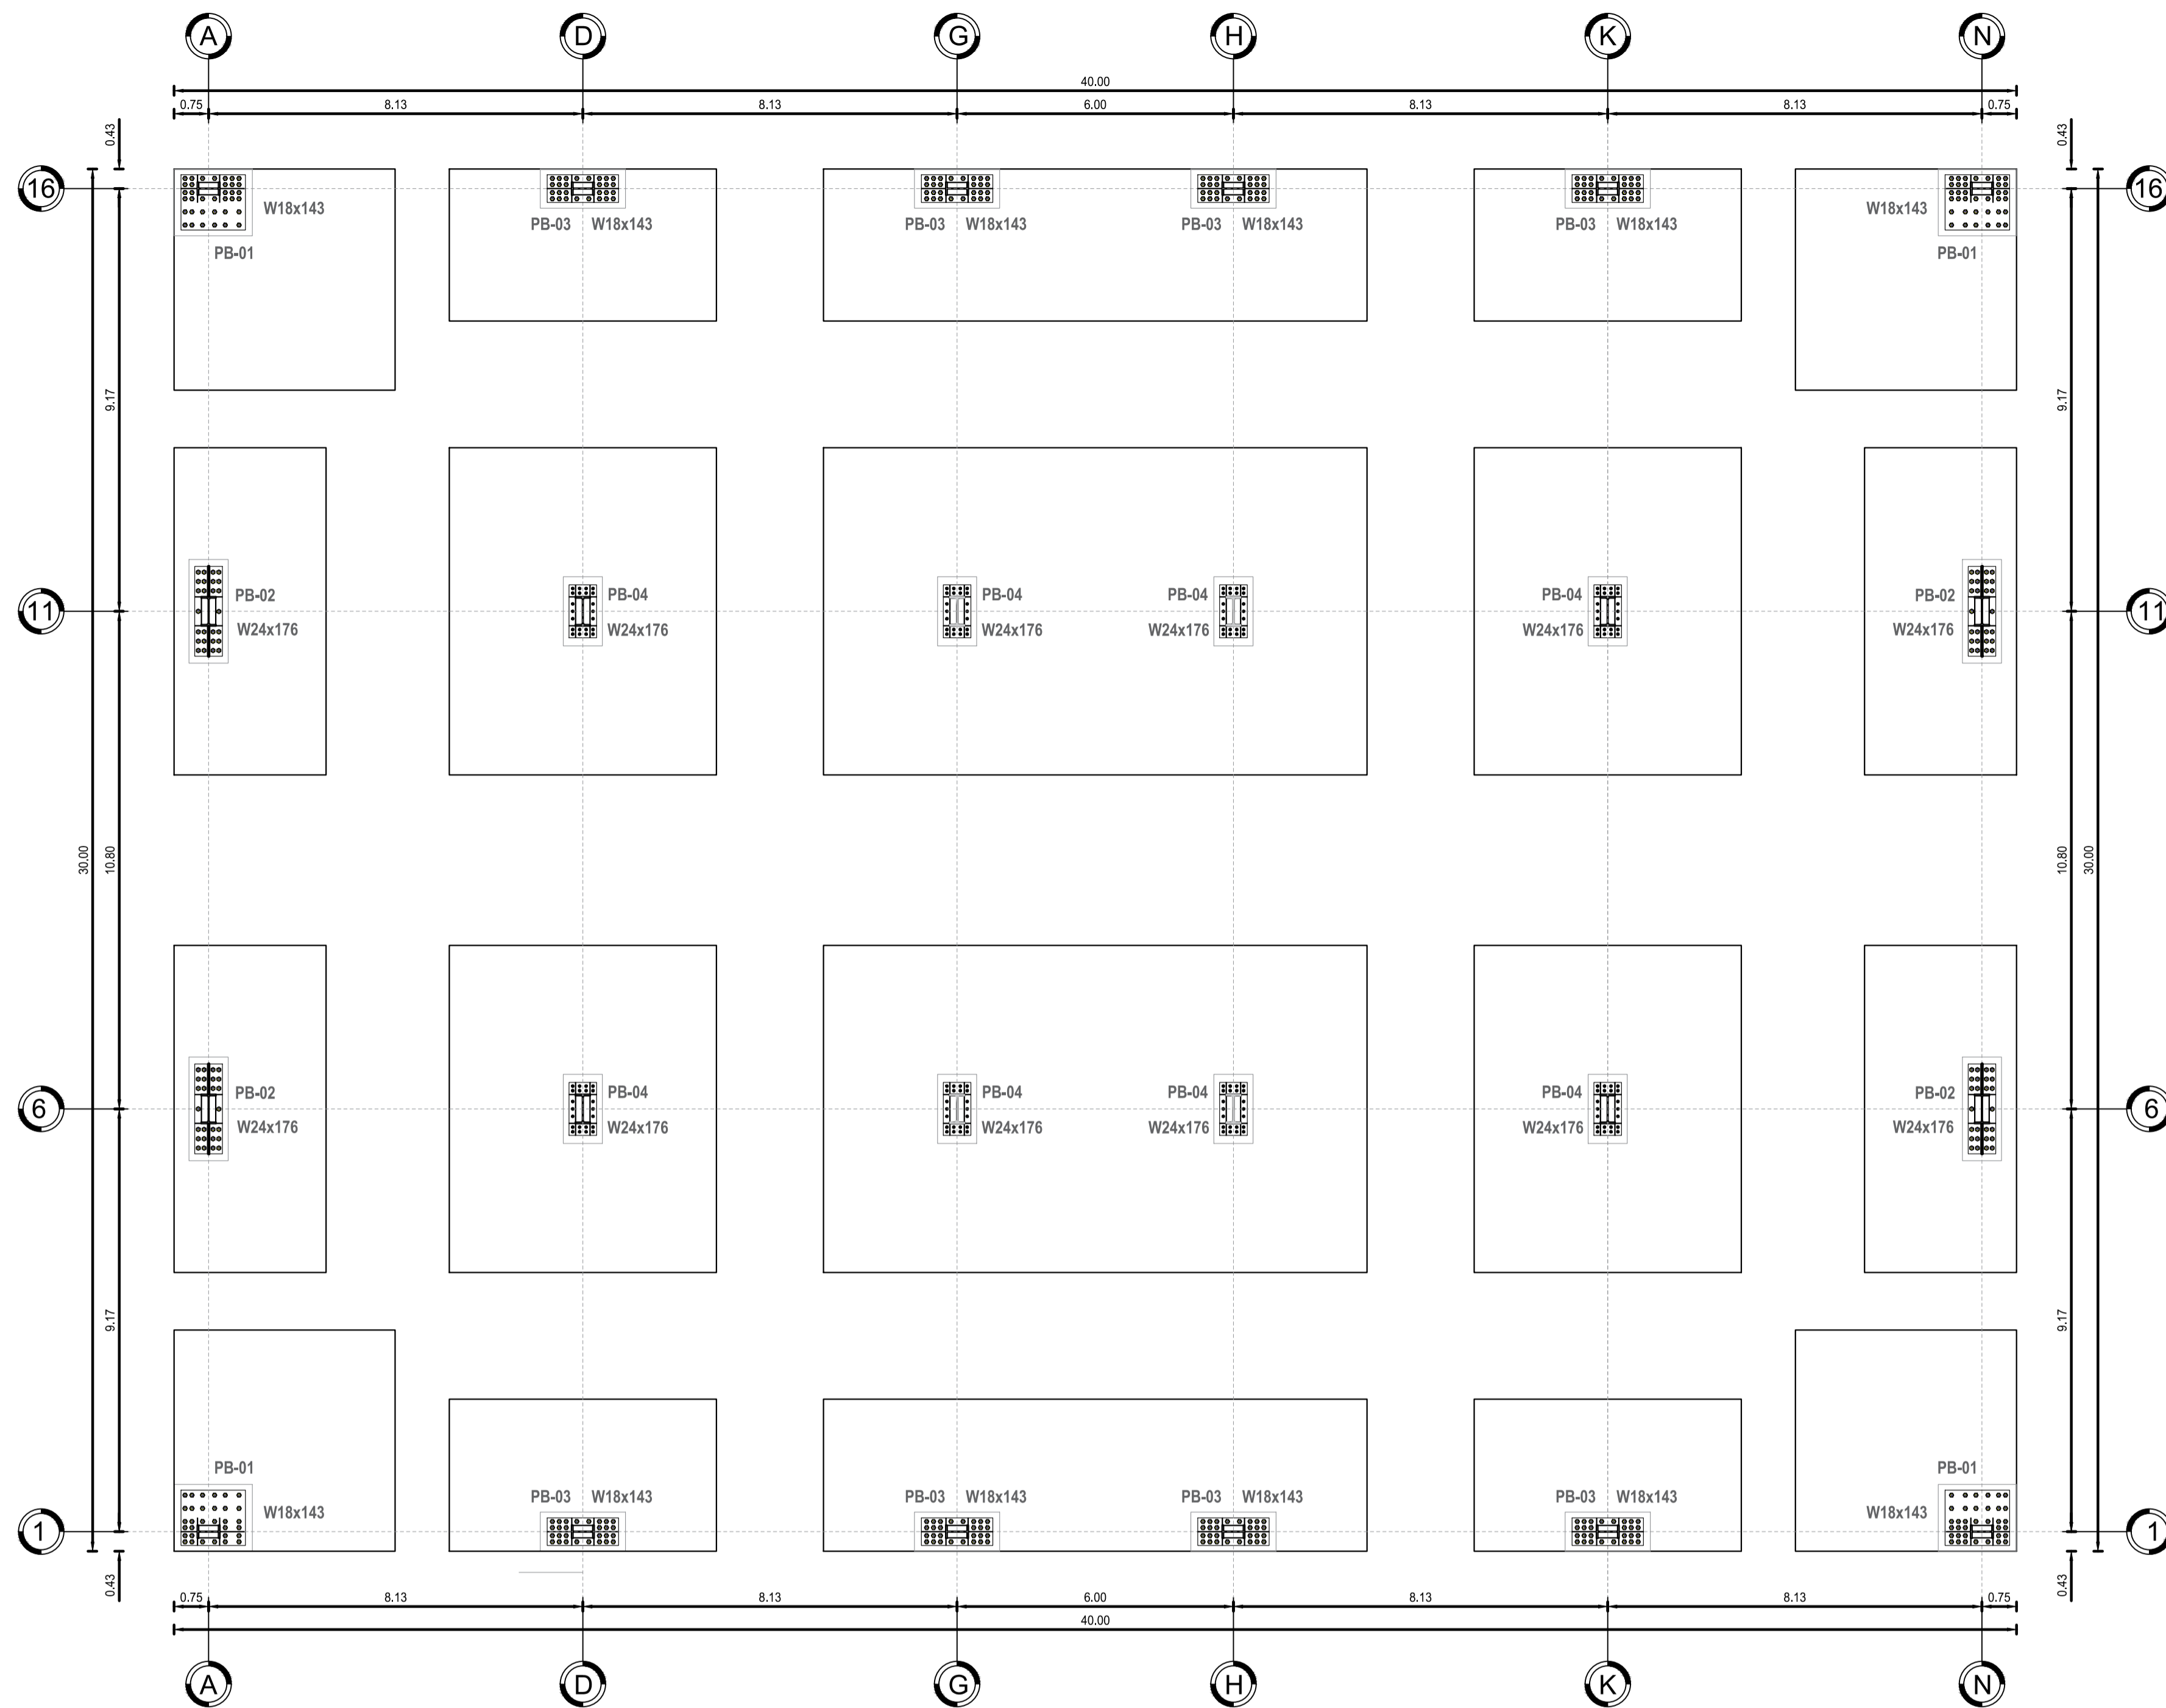 A D G H K N
40.00
0.75 8.13 8.13 6.00 8.13 8.13 0.75
0.43 0.43
16 16
W18x143 W18x143
PB-03 W18x143 PB-03 W18x143 PB-03 W18x143 PB-03 W18x143
PB-01 PB-01
9.17 9.17
PB-02 PB-04 PB-04 PB-04 PB-04 PB-02
11 11
W24x176 W24x176 W24x176 W24x176 W24x176 W24x176
30.00 10.80 10.80 30.00
PB-02 PB-04 PB-04 PB-04 PB-04 PB-02
6 6
W24x176 W24x176 W24x176 W24x176 W24x176 W24x176
9.17 9.17
PB-01 PB-01
PB-03 W18x143 PB-03 W18x143 PB-03 W18x143 PB-03 W18x143
W18x143 W18x143
1 1
0.43 0.43
0.75 8.13 8.13 6.00 8.13 8.13 0.75
40.00
A D G H K N